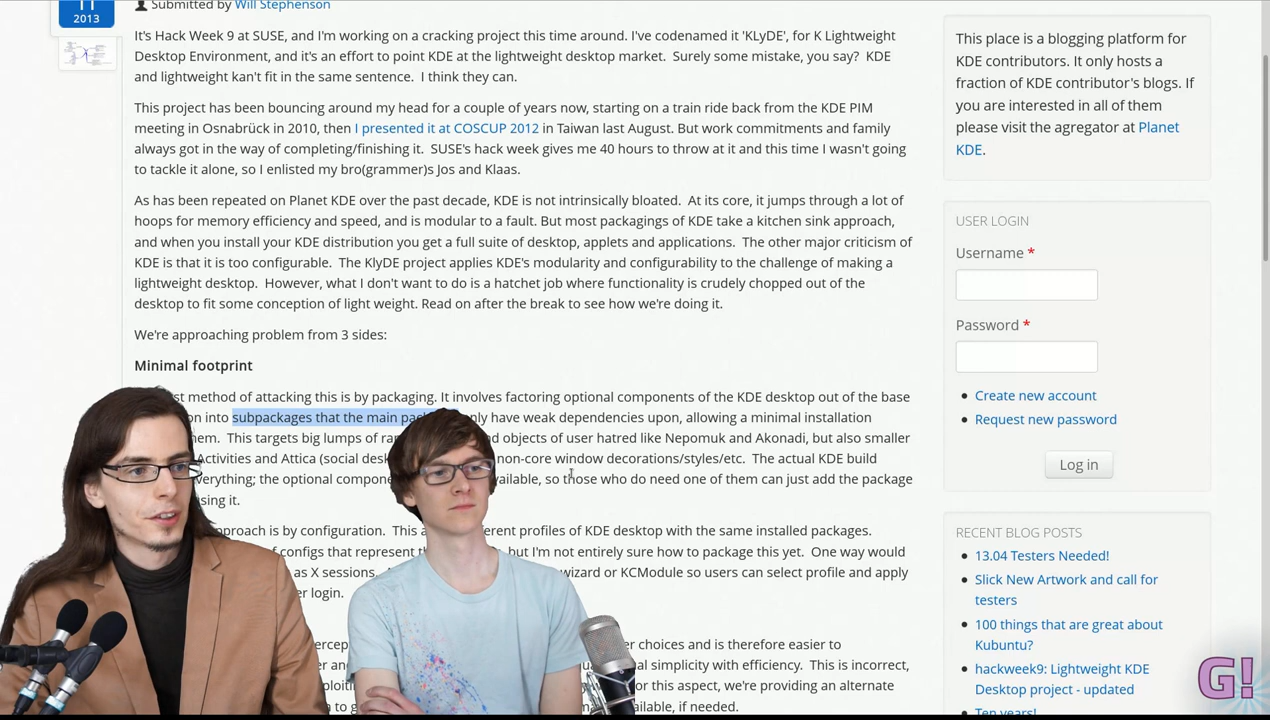 11
2013
Submitted by Will Stephenson
It's Hack Week 9 at SUSE, and I'm working on a cracking project this time around. I've codenamed it 'KLyDE', for K Lightweight
Desktop Environment, and it's an effort to point KDE at the lightweight desktop market. Surely some mistake, you say? KDE
and lightweight kan't fit in the same sentence. I think they can.
This project has been bouncing around my head for a couple of years now, starting on a train ride back from the KDE PIM
meeting in Osnabrück in 2010, then I presented it at COSCUP 2012 in Taiwan last August. But work commitments and family
always got in the way of completing/finishing it. SUSE's hack week gives me 40 hours to throw at it and this time I wasn't going
to tackle it alone, so I enlisted my bro(grammer)s Jos and Klaas.
As has been repeated on Planet KDE over the past decade, KDE is not intrinsically bloated. At its core, it jumps through a lot of
hoops for memory efficiency and speed, and is modular to a fault. But most packagings of KDE take a kitchen sink approach,
and when you install your KDE distribution you get a full suite of desktop, applets and applications. The other major criticism of
KDE is that it is too configurable. The KlyDE project applies KDE's modularity and configurability to the challenge of making a
lightweight desktop. However, what I don't want to do is a hatchet job where functionality is crudely chopped out of the
desktop to fit some conception of light weight. Read on after the break to see how we're doing it.
We're approaching problem from 3 sides:
Minimal footprint
method of attacking this is by packaging. It involves factoring optional components of the KDE desktop out of the base
into subpackages that the main have weak dependencies upon, allowing a minimal installation
This targets big lumps of objects of user hatred like Nepomuk and Akonadi, but also smaller
Activities and Attica (social non-core window decorations/styles/etc. The actual KDE build
the optional so those who do need one of them can just add the package
using it.
is by configuration. This profiles of KDE desktop with the same installed packages.
of configs that represent but I'm not entirely sure how to package this yet. One way would
as X sessions. wizard or KCModule so users can select profile and apply
login.
choices and is therefore easier to
simplicity with efficiency. This is incorrect,
for this aspect, we're providing an alternate
to available, if needed.
This place is a blogging platform for
KDE contributors. It only hosts a
fraction of KDE contributor's blogs. If
you are interested in all of them
please visit the agregator at Planet
KDE.
USER LOGIN
Username *
Password *
Create new account
Request new password
Log in
RECENT BLOG POSTS
13.04 Testers Needed!
Slick New Artwork and call for
testers
100 things that are great about
Kubuntu?
hackweek9: Lightweight KDE
Desktop project - updated
Ten years!
G!